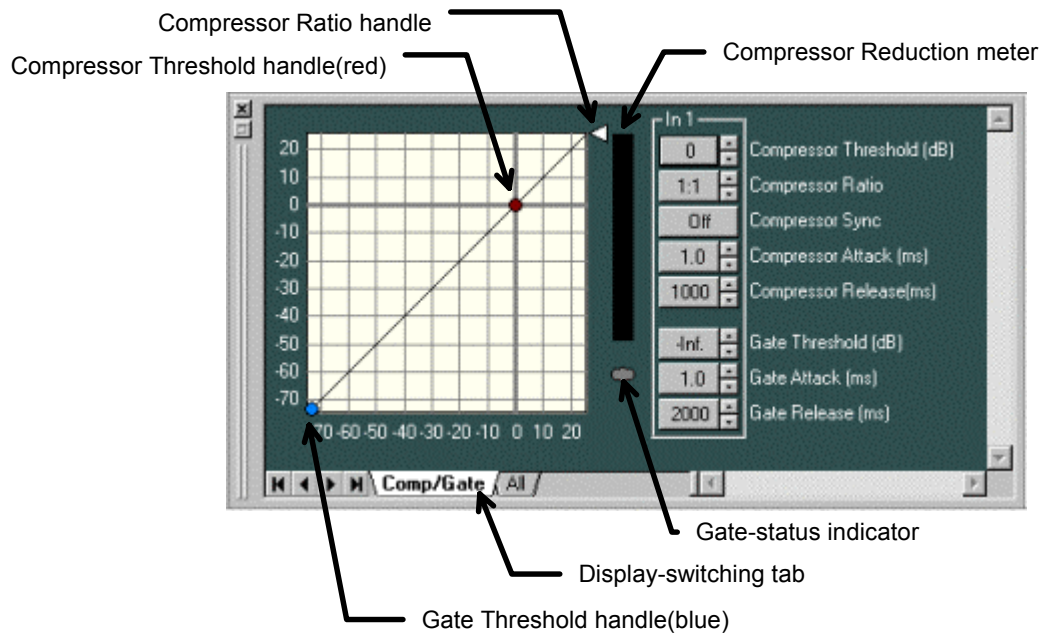 Compressor Ratio handle
Compressor Threshold handle(red)
Compressor Reduction meter
In 1
0 Compressor Threshold (dB)
1:1 Compressor Ratio
Off Compressor Sync
1.0 Compressor Attack (ms)
1000 Compressor Release(ms)
-Inf. Gate Threshold (dB)
1.0 Gate Attack (ms)
2000 Gate Release (ms)
20
10
0
-10
-20
-30
-40
-50
-60
-70
-70 -60 -50 -40 -30 -20 -10 0 10 20
Comp/Gate All
Gate-status indicator
Display-switching tab
Gate Threshold handle(blue)